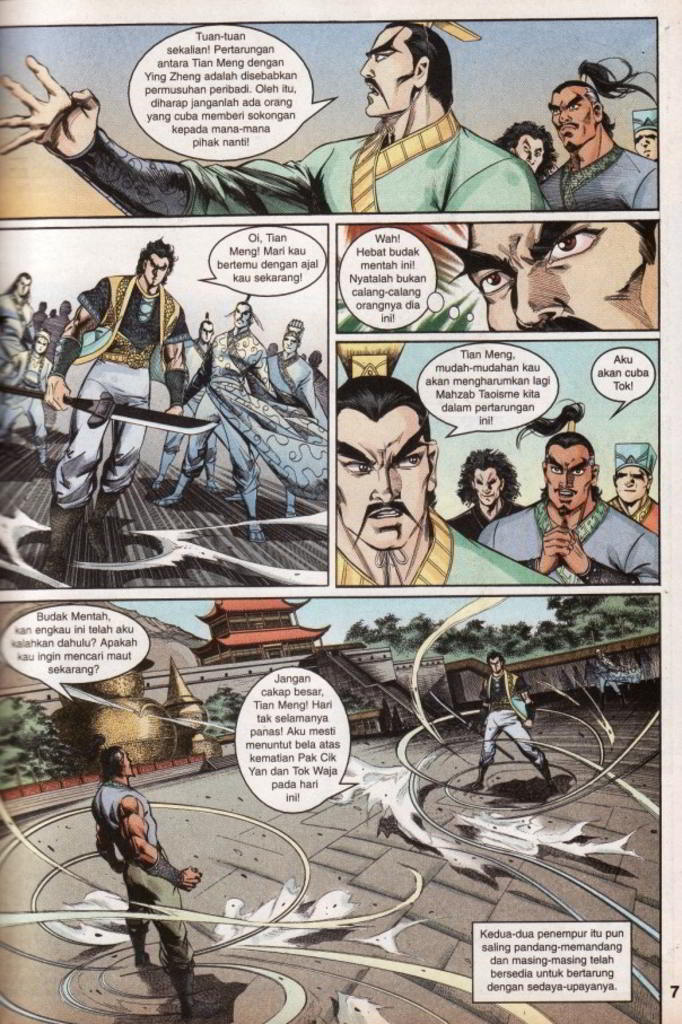 Tuan-tuan
sekalian! Pertarungan
antara Tian Meng dengan
Ying Zheng adalah disebabkan
permusuhan peribadi. Oleh itu,
diharap janganlah ada orang
yang cuba memberi sokongan
kepada mana-mana
pihak nanti!
Oi, Tian
Meng! Mari kau
bertemu dengan ajal
kau sekarang!
Wah!
Hebat budak
mentah ini!
Nyatalah bukan
calang-calang
orangnya dia
ini!
Tian Meng,
mudah-mudahan kau
akan mengharumkan lagi
Mahzab Taoisme kita
dalam pertarungan
ini!
Aku
akan cuba
Tok!
Budak Mentah,
kan engkau ini telah aku
kalahkan dahulu? Apakah
kau ingin mencari maut
sekarang?
Jangan
cakap besar,
Tian Meng! Hari
tak selamanya
panas! Aku mesti
menuntut bela atas
kematian Pak Cik
Yan dan Tok Waja
pada hari
ini!
Kedua-dua penempur itu pun
saling pandang-memandang
dan masing-masing telah
bersedia untuk bertarung
dengan sedaya-upayanya.
7